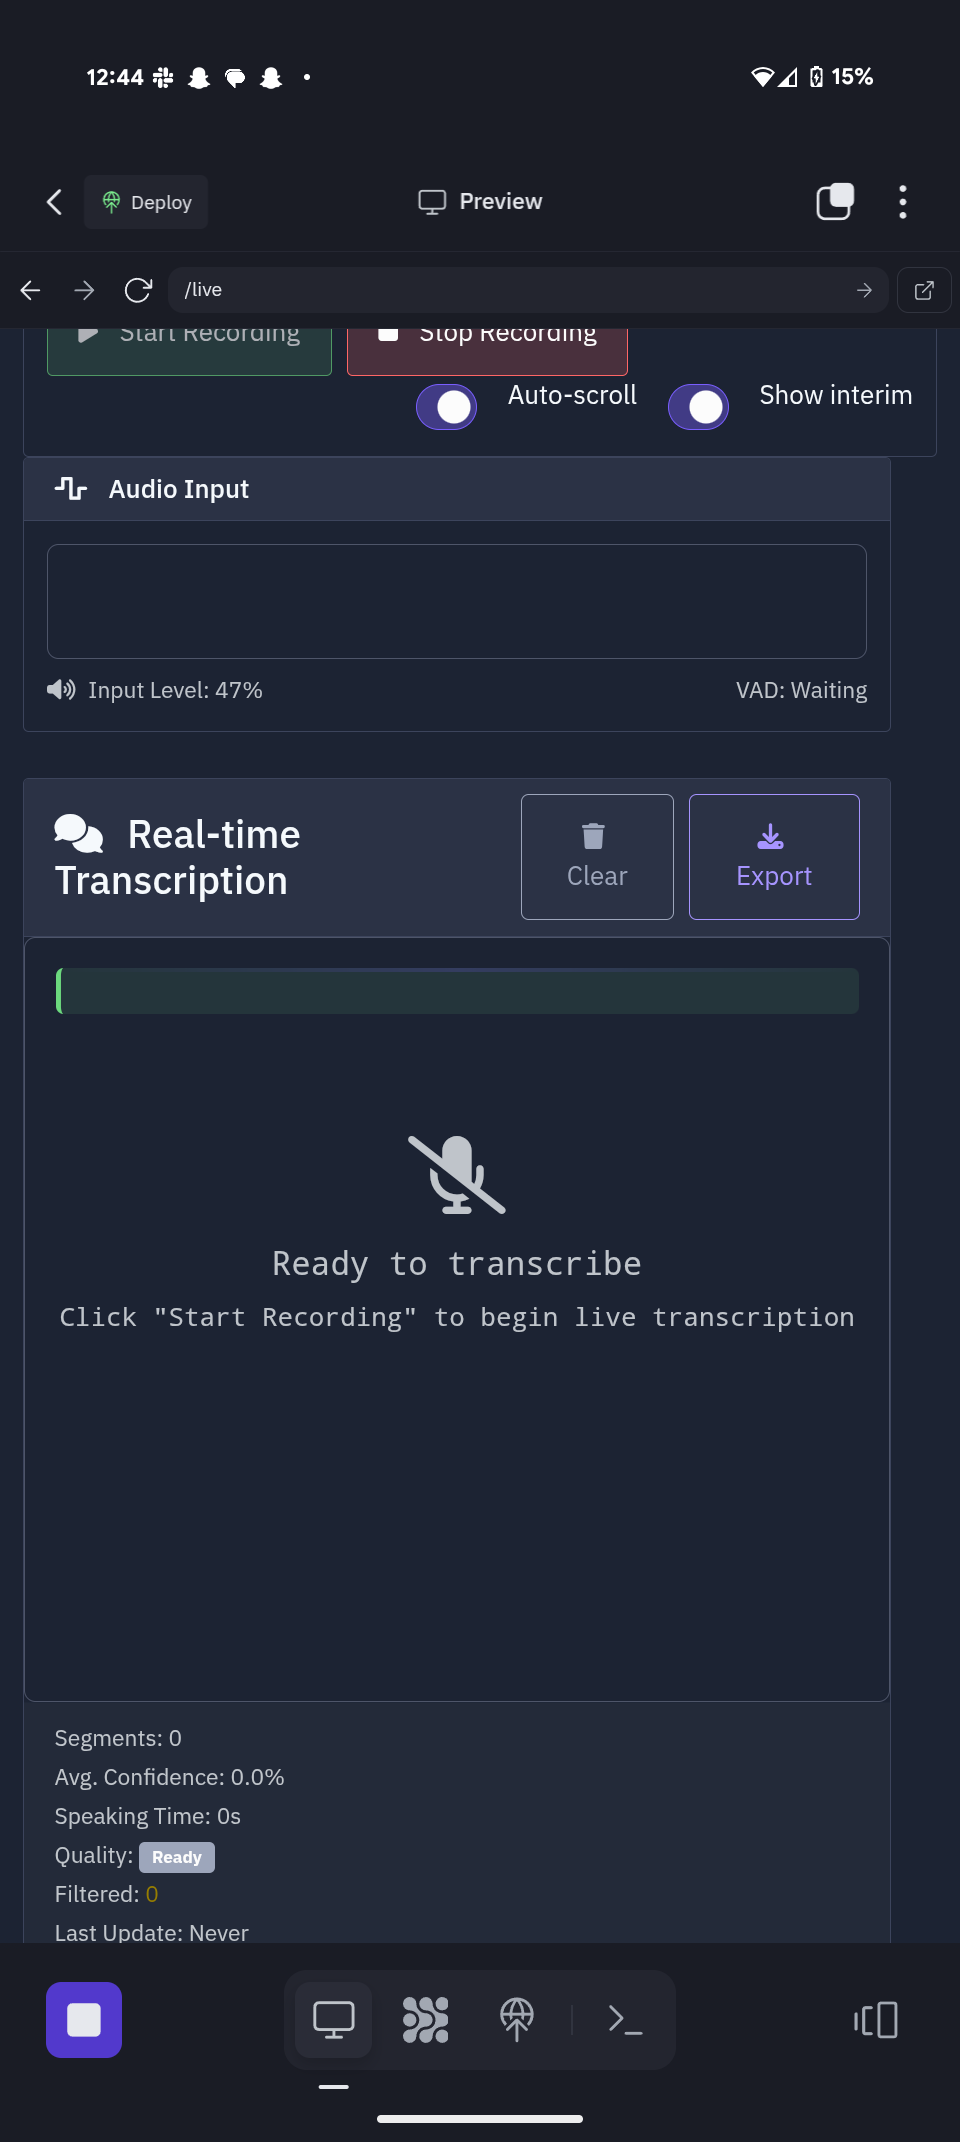 12:44
15%
Deploy
Preview
/live
Start Recording
Stop Recording
Auto-scroll
Show interim
Audio Input
Input Level: 47%
VAD: Waiting
Real-time
Transcription
Clear
Export
Ready to transcribe
Click "Start Recording" to begin live transcription
Segments: 0
Avg. Confidence: 0.0%
Speaking Time: 0s
Quality: Ready
Filtered: 0
Last Update: Never